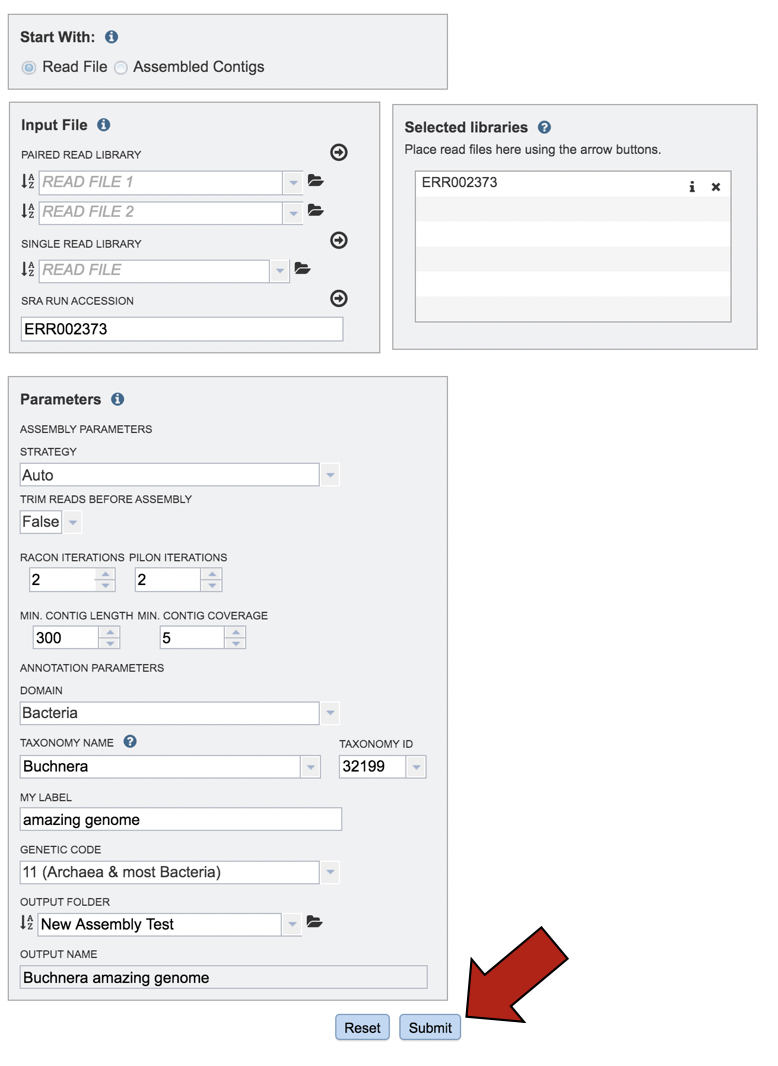 Start With:
Read File Assembled Contigs
Input File
PAIRED READ LIBRARY
READ FILE 1
READ FILE 2
SINGLE READ LIBRARY
READ FILE
SRA RUN ACCESSION
ERR002373
Selected libraries
Place read files here using the arrow buttons.
ERR002373
Parameters
ASSEMBLY PARAMETERS
STRATEGY
Auto
TRIM READS BEFORE ASSEMBLY
False
RACON ITERATIONS PILON ITERATIONS
2 2
MIN. CONTIG LENGTH MIN. CONTIG COVERAGE
300 5
ANNOTATION PARAMETERS
DOMAIN
Bacteria
TAXONOMY NAME TAXONOMY ID
Buchnera 32199
MY LABEL
amazing genome
GENETIC CODE
11 (Archaea & most Bacteria)
OUTPUT FOLDER
New Assembly Test
OUTPUT NAME
Buchnera amazing genome
Reset Submit